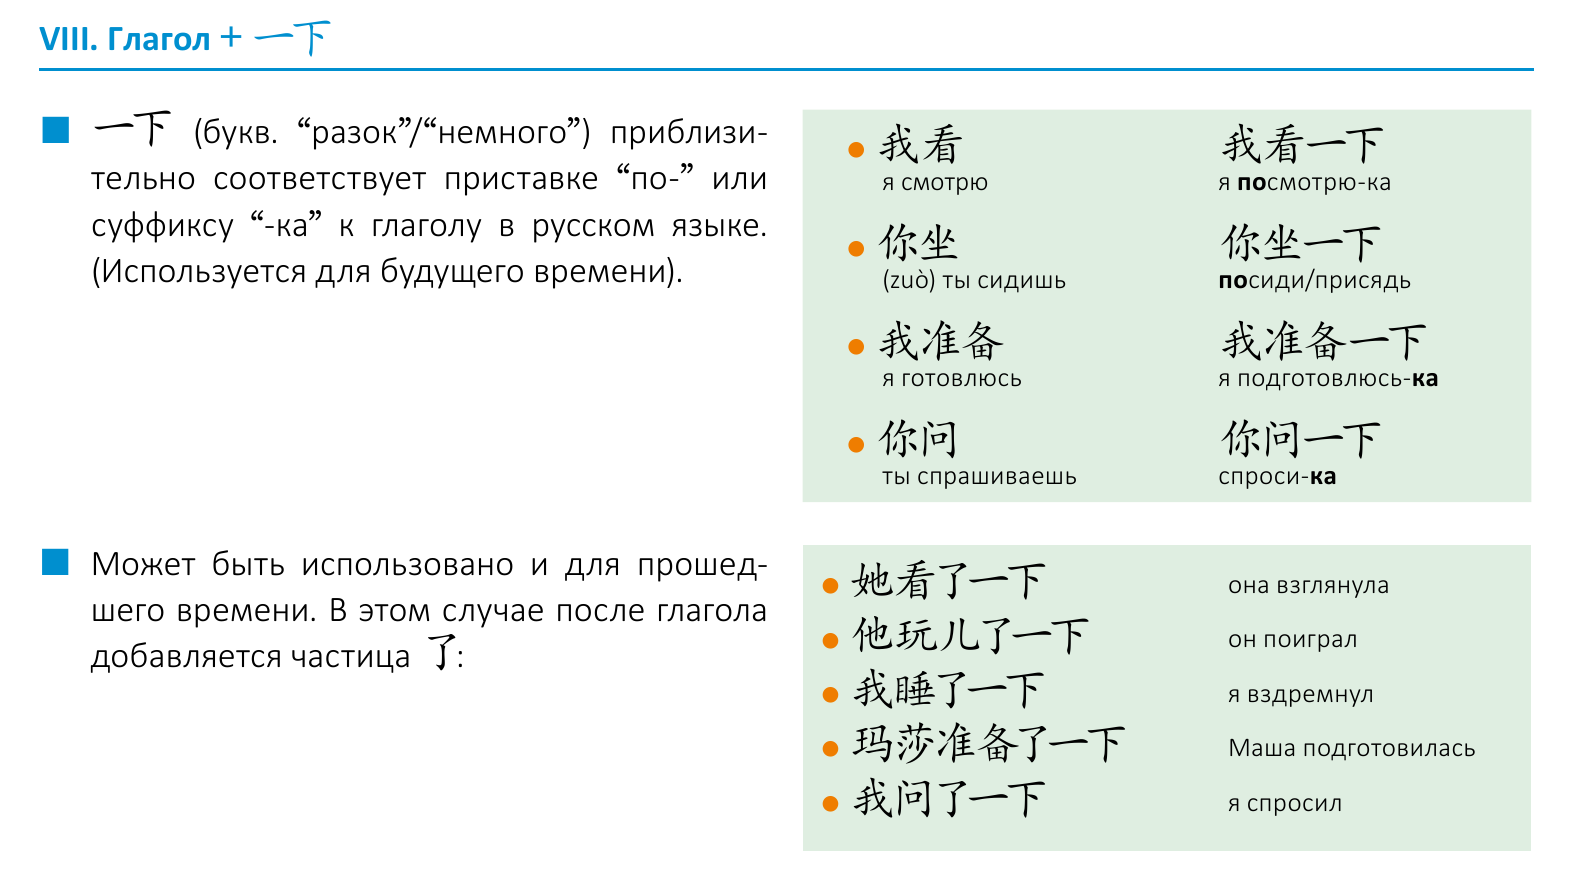 VIII. Глагол + 一下
一下 (букв. “разок”/“немного”) приблизи-
тельно соответствует приставке “по-” или
суффиксу “-ка” к глаголу в русском языке.
(Используется для будущего времени).
我看 我看一下
я смотрю я посмотрю-ка
你坐 你坐一下
(zuò) ты сидишь посиди/присядь
我准备 我准备一下
я готовлюсь я подготовлюсь-ка
你问 你问一下
ты спрашиваешь спроси-ка
Может быть использовано и для прошед-
шего времени. В этом случае после глагола
добавляется частица 了:
她看了一下 она взглянула
他玩儿了一下 он поиграл
我睡了一下 я вздремнул
玛莎准备了一下 Маша подготовилась
我问了一下 я спросил